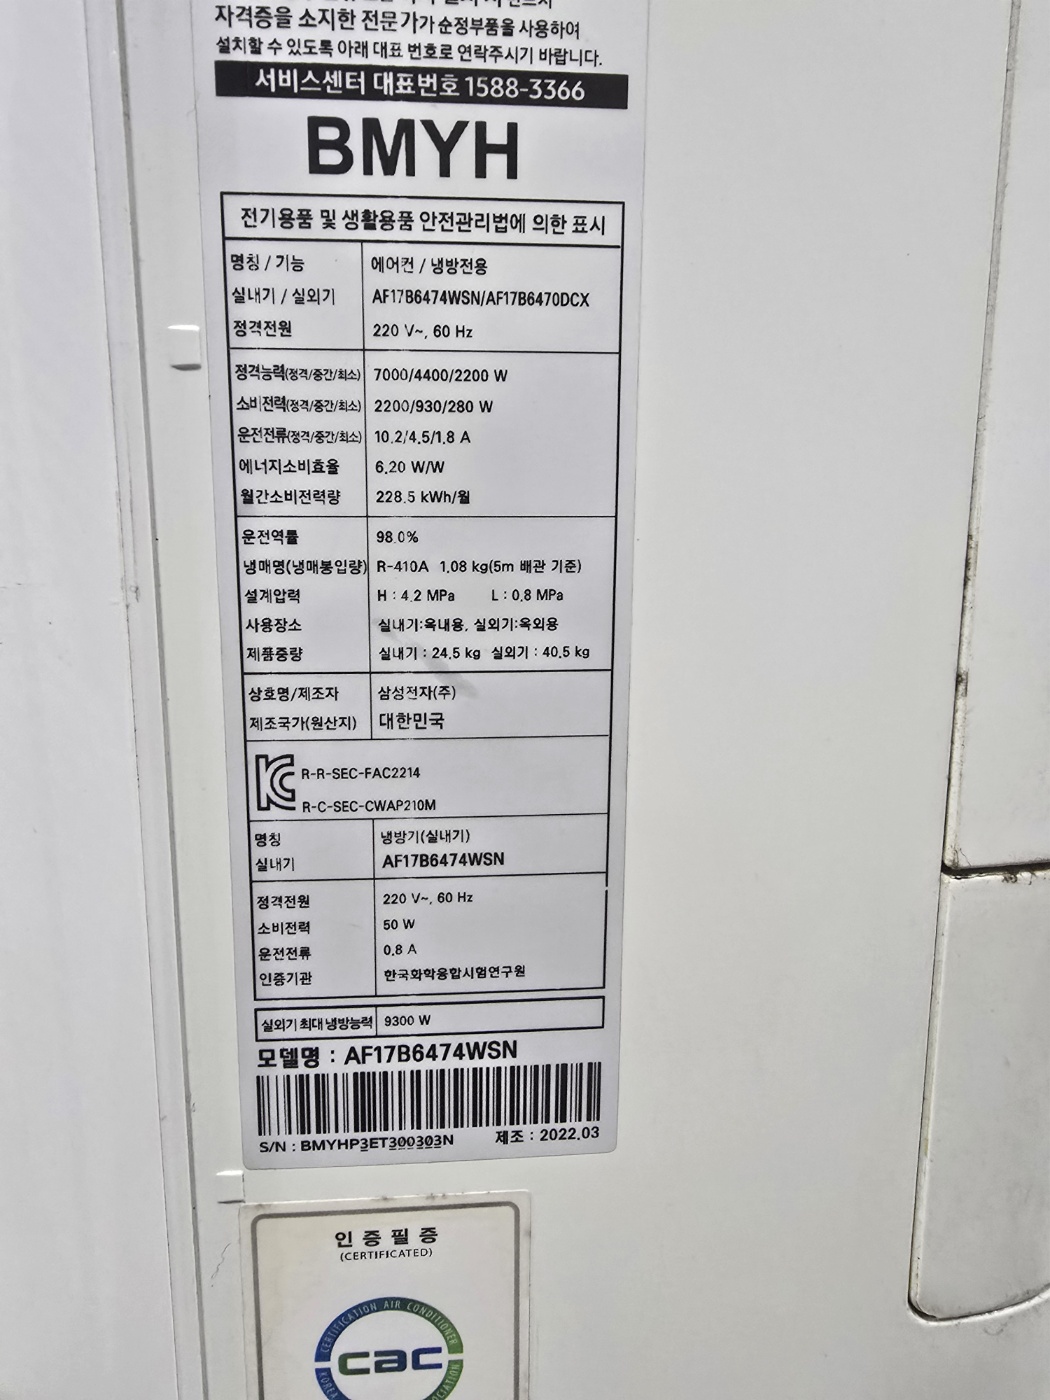 자격증을 소지한 전문가가 순정부품을 사용하여
설치할 수 있도록 아래 대표 번호로 연락주시기 바랍니다.
서비스센터 대표번호 1588-3366
BMYH
전기용품 및 생활용품 안전관리법에 의한 표시
명칭 / 기능 에어컨 / 냉방전용
실내기 / 실외기 AF17B6474WSN/AF17B6470DCX
정격전원 220 V~, 60 Hz
정격능력(정격/중간/최소) 7000/4400/2200 W
소비전력(정격/중간/최소) 2200/930/280 W
운전전류(정격/중간/최소) 10.2/4.5/1.8 A
에너지소비효율 6.20 W/W
월간소비전력량 228.5 kWh/월
운전역률 98.0%
냉매명(냉매봉입량) R-410A 1.08 kg(5m 배관 기준)
설계압력 H : 4.2 MPa L : 0.8 MPa
사용장소 실내기:옥내용, 실외기:옥외용
제품중량 실내기 : 24.5 kg 실외기 : 40.5 kg
상호명/제조자 삼성전자(주)
제조국가(원산지) 대한민국
R-R-SEC-FAC2214
R-C-SEC-CWAP210M
명칭 냉방기(실내기)
실내기 AF17B6474WSN
정격전원 220 V~, 60 Hz
소비전력 50 W
운전전류 0.8 A
인증기관 한국화학융합시험연구원
실외기 최대 냉방능력 9300 W
모델명 : AF17B6474WSN
S/N : BMYHP3ET300303N 제조 : 2022.03
인증필증
(CERTIFICATED)
CERTIFICATION AIR CONDITIONER
cac
KOREA